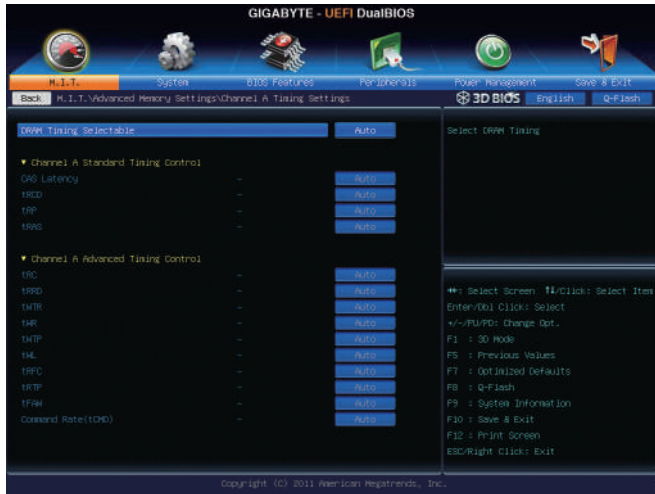 GIGABYTE - UEFI DualBIOS
M.I.T.
System
BIOS Features
Peripherals
Power Management
Save & Exit
Back
M.I.T.\Advanced Memory Settings\Channel A Timing Settings
3D BIOS
English
Q-Flash
DRAM Timing Selectable Auto
Select DRAM Timing
▼ Channel A Standard Timing Control
CAS Latency - Auto
tRCD - Auto
tRP - Auto
tRAS - Auto
▼ Channel A Advanced Timing Control
tRC - Auto
tRRD - Auto
tWTR - Auto
tWR - Auto
tWTP - Auto
tWL - Auto
tRFC - Auto
tRTP - Auto
tFAW - Auto
Command Rate(tCMD) - Auto
→←: Select Screen ↑↓/Click: Select Item
Enter/Dbl Click: Select
+/-/PU/PD: Change Opt.
F1 : 3D Mode
F5 : Previous Values
F7 : Optimized Defaults
F8 : Q-Flash
F9 : System Information
F10 : Save & Exit
F12 : Print Screen
ESC/Right Click: Exit
Copyright (C) 2011 American Megatrends, Inc.